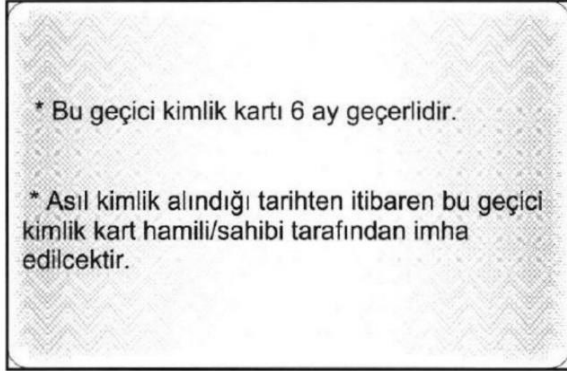 * Bu geçici kimlik kartı 6 ay geçerlidir.
* Asıl kimlik alındığı tarihten itibaren bu geçici
kimlik kart hamili/sahibi tarafından imha
edilcektir.